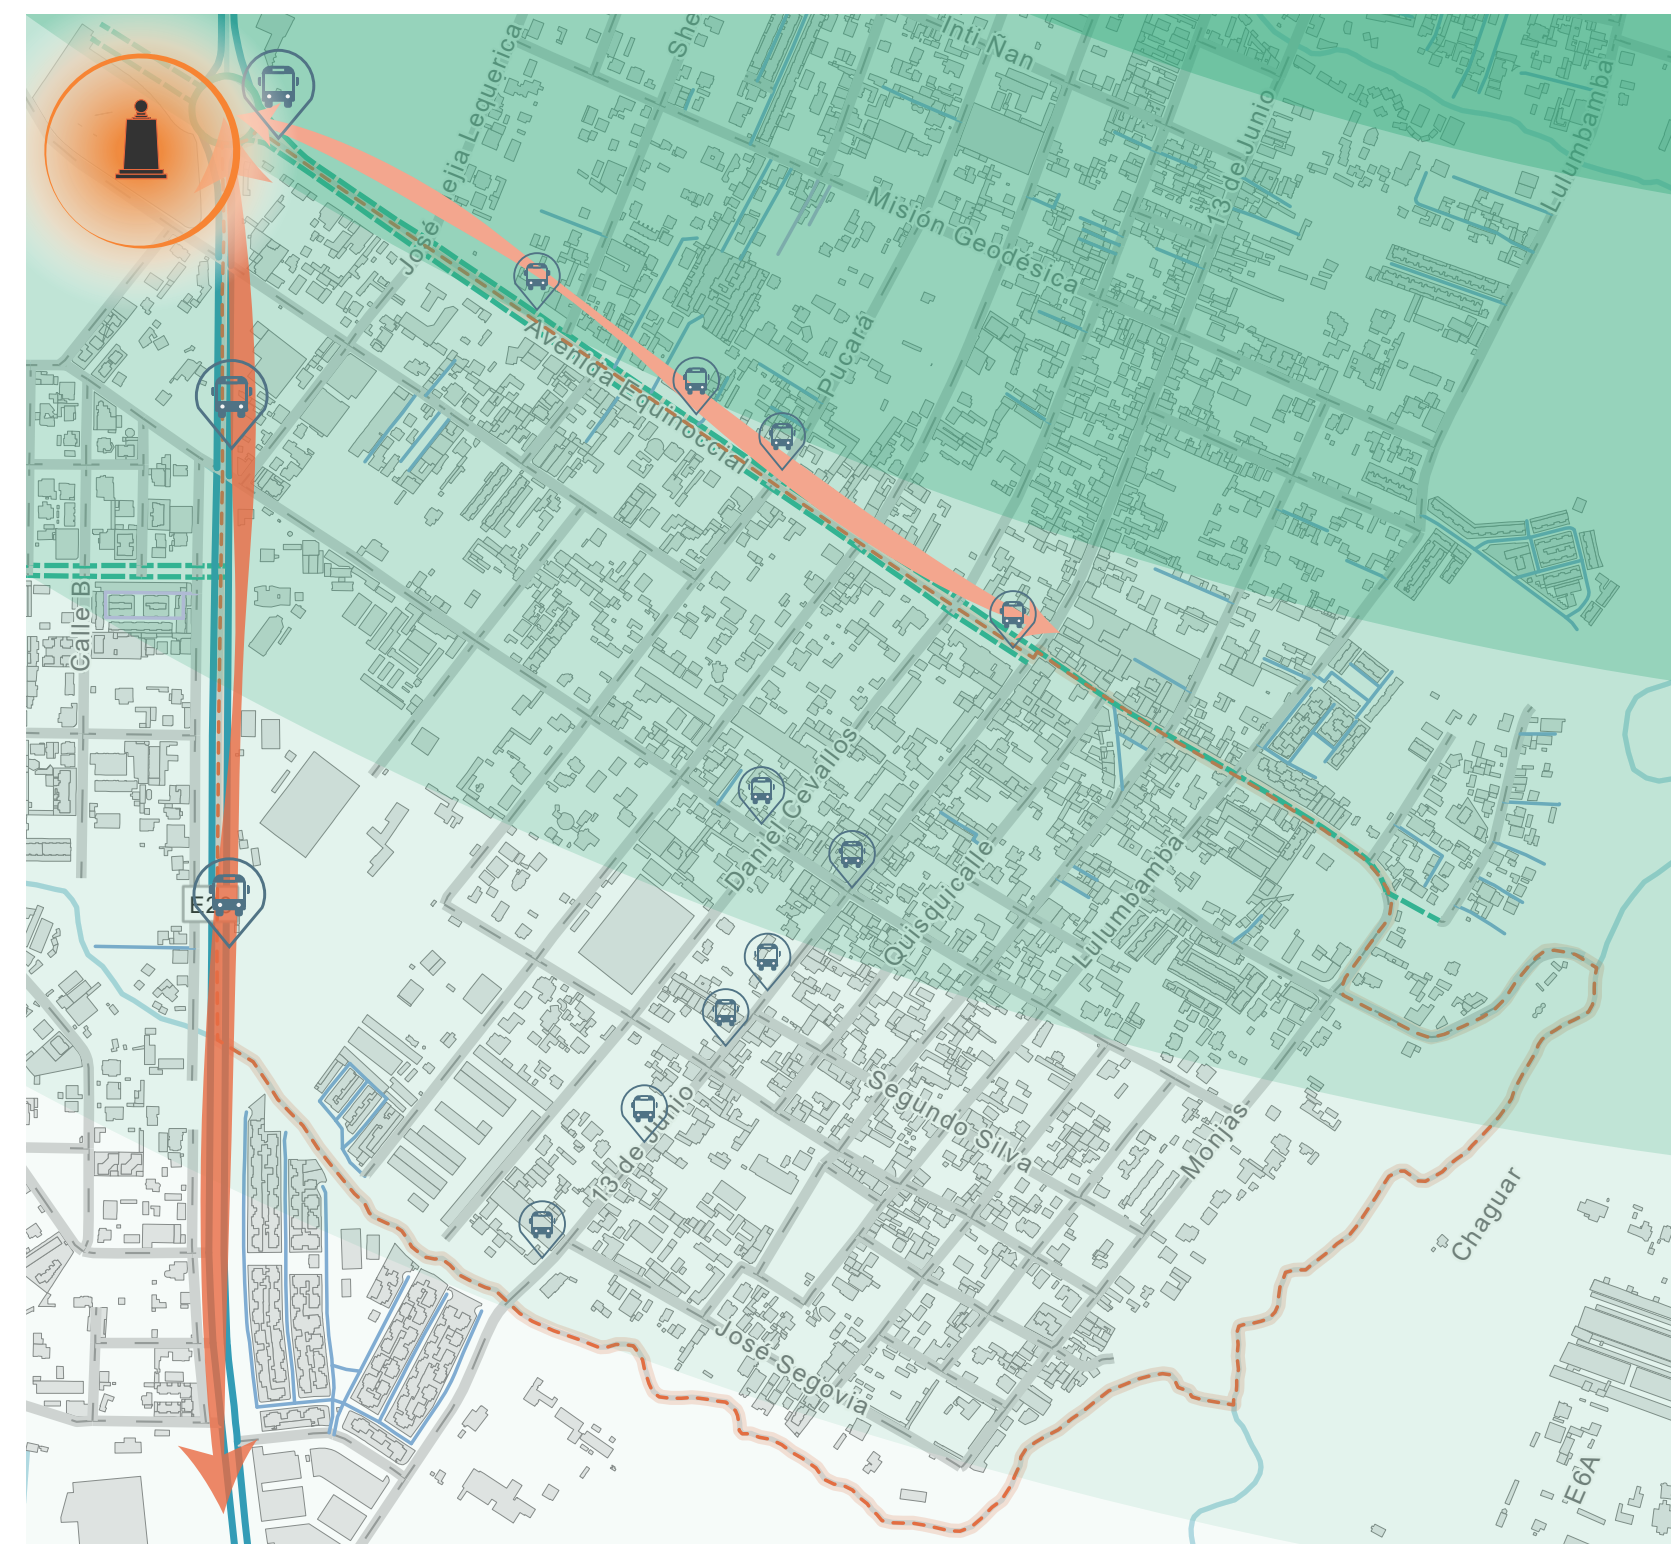 Inti Ñan
She
José Mejía Lequerica
Lulumbamba
13 de Junio
Misión Geodésica
Pucará
Avenida Equinoccial
Calle B
Daniel Cevallos
Quisquicalle
Lulumbamba
Segundo Silva
13 de Junio
Monjas
Chaguar
José Segovia
E6A